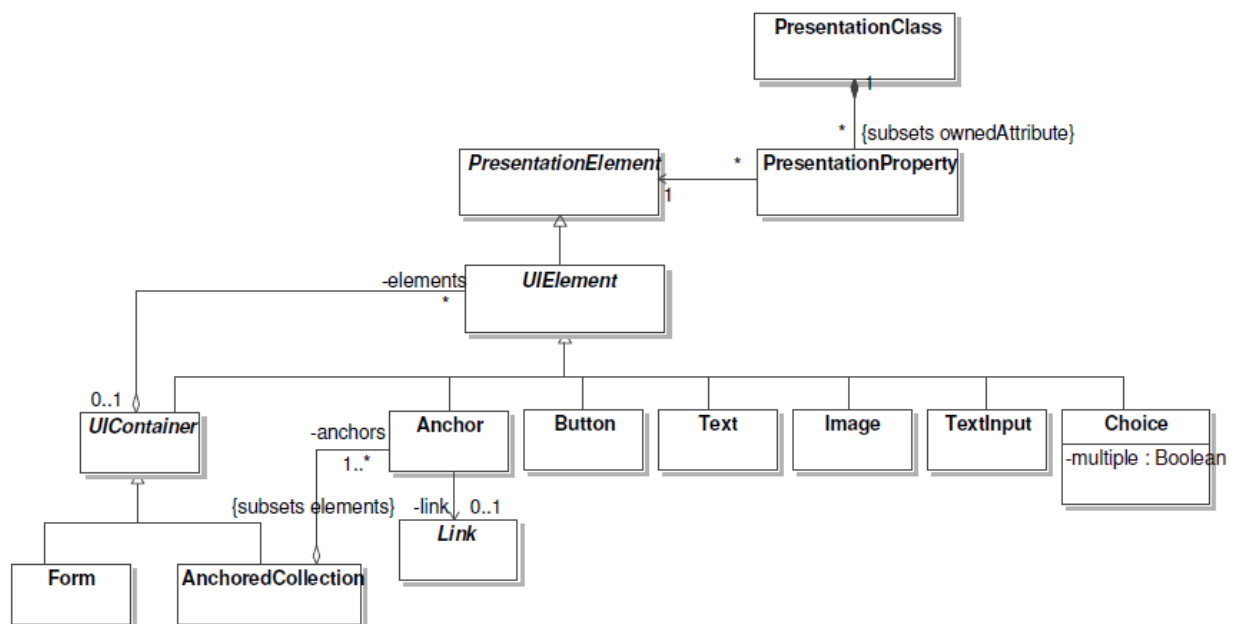 PresentationClass
1
* {subsets ownedAttribute}
PresentationElement
*
PresentationProperty
1
-elements
UIElement
*
0..1
UIContainer
-anchors
Anchor
Button
Text
Image
TextInput
Choice
1..*
-multiple : Boolean
{subsets elements}
-link
0..1
Link
Form
AnchoredCollection